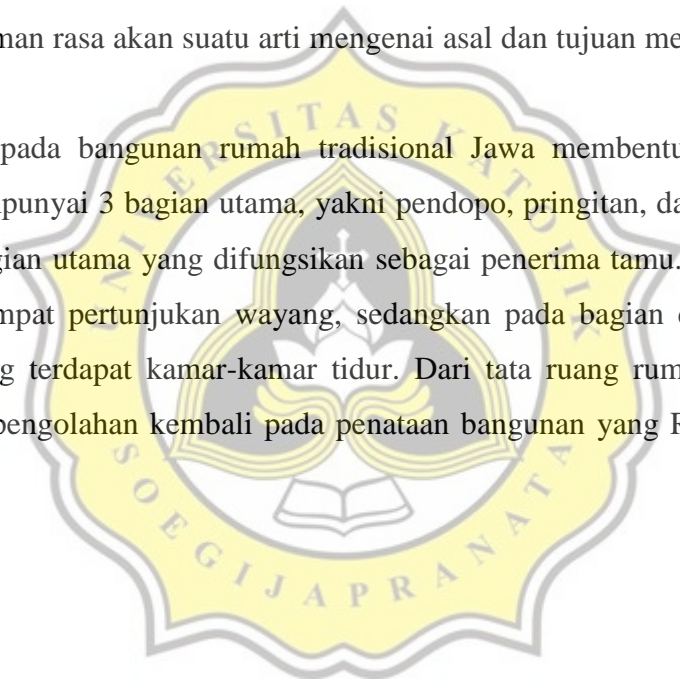 man rasa akan suatu arti mengenai asal dan tujuan me
pada bangunan rumah tradisional Jawa membentu
punyai 3 bagian utama, yakni pendopo, pringitan, da
gian utama yang difungsikan sebagai penerima tamu.
mpat pertunjukan wayang, sedangkan pada bagian
g terdapat kamar-kamar tidur. Dari tata ruang rum
pengolahan kembali pada penataan bangunan yang R
UNIVERSITAS KATOLIK
SOEGIJAPRANATA